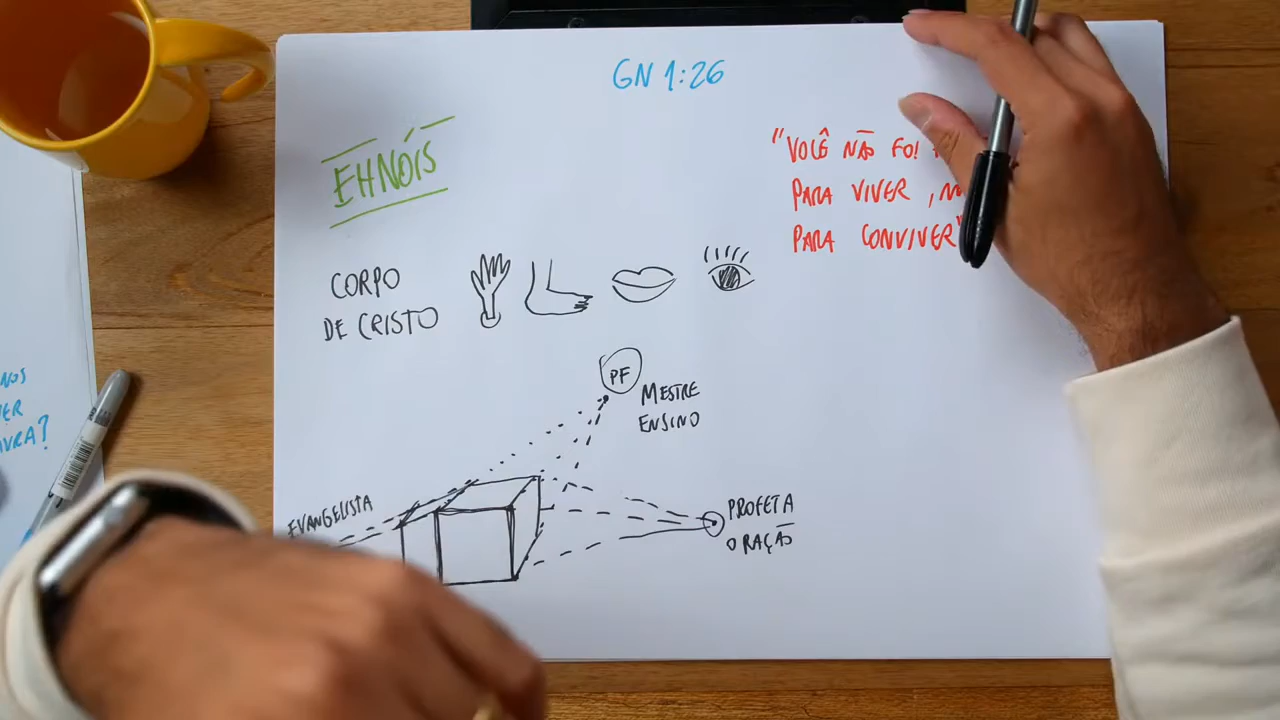 GN 1:26
EHNÓIS
"VOCÊ NÃO FOI
PARA VIVER,
PARA CONVIVER"
CORPO
DE CRISTO
PF
MESTRE
ENSINO
EVANGELISTA
PROFETA
ORAÇÃO
NOS